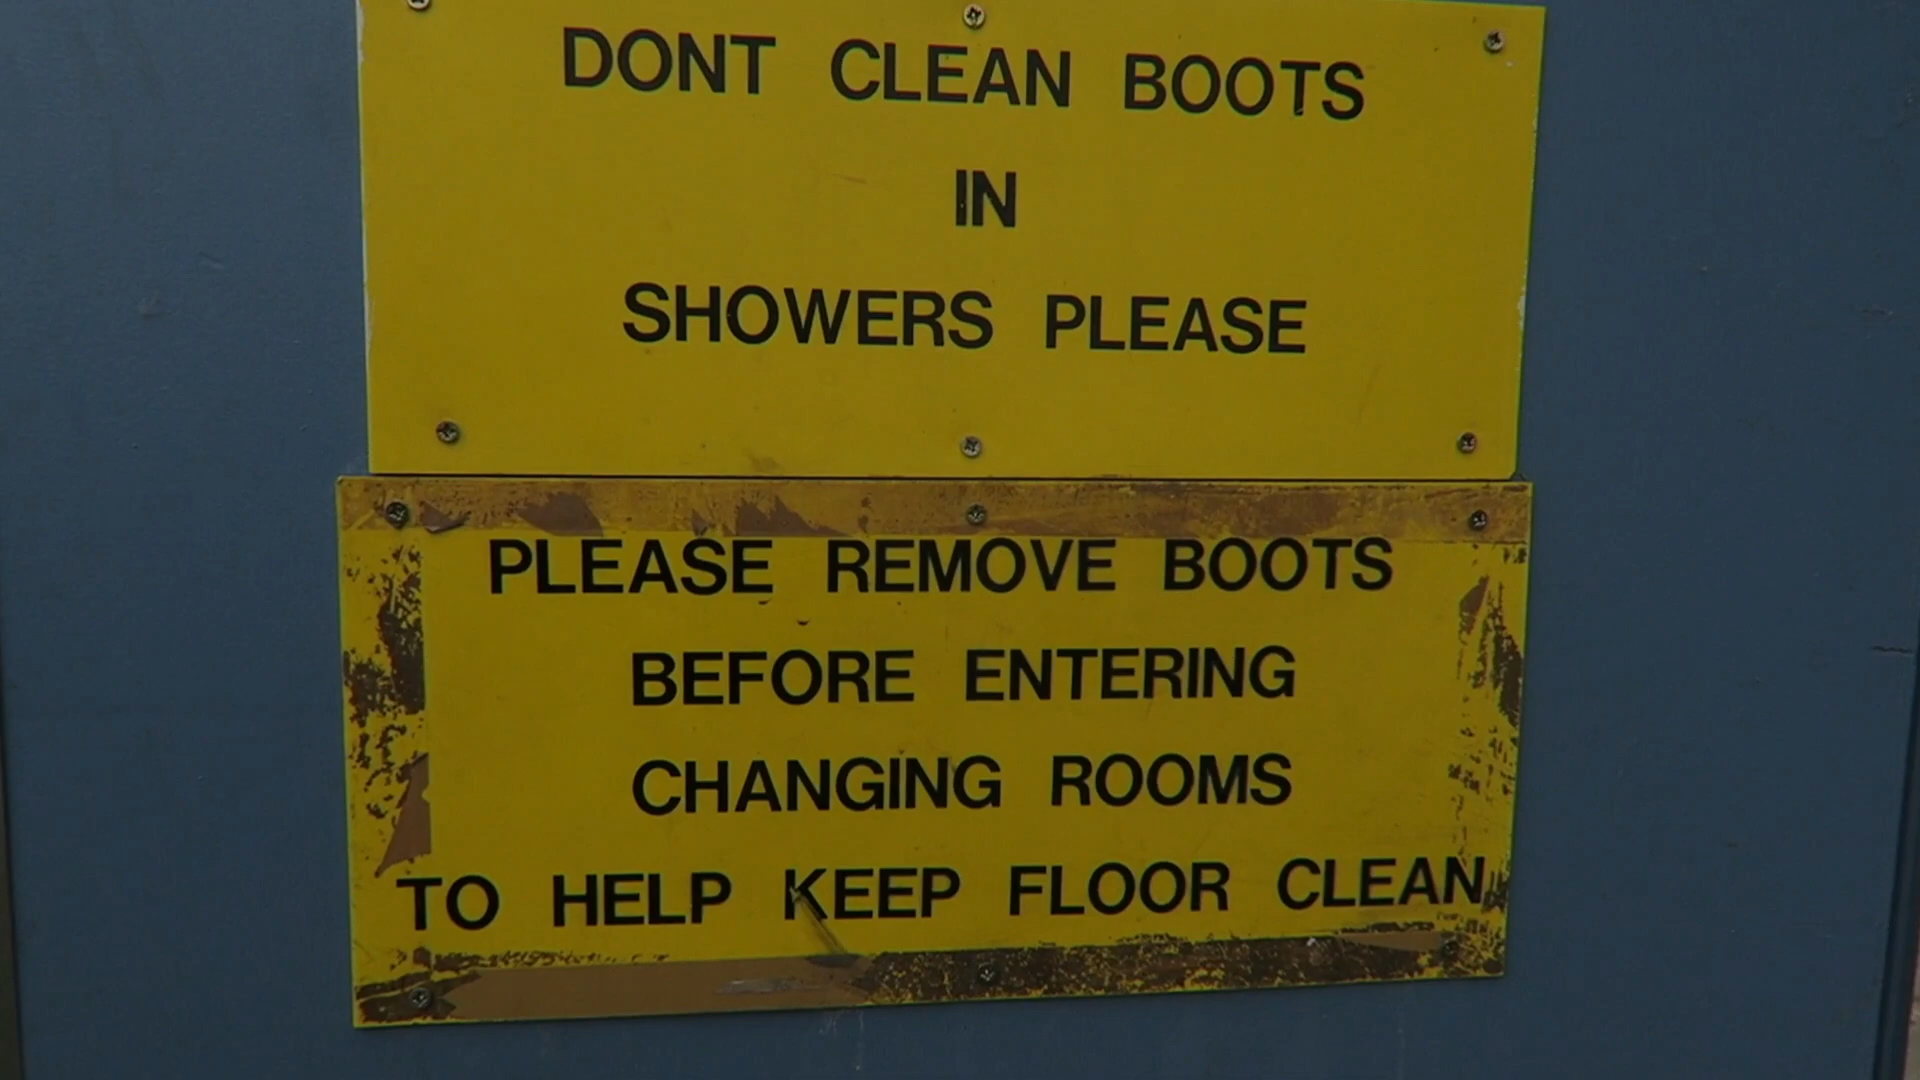 DONT CLEAN BOOTS
IN
SHOWERS PLEASE
PLEASE REMOVE BOOTS
BEFORE ENTERING
CHANGING ROOMS
TO HELP KEEP FLOOR CLEAN